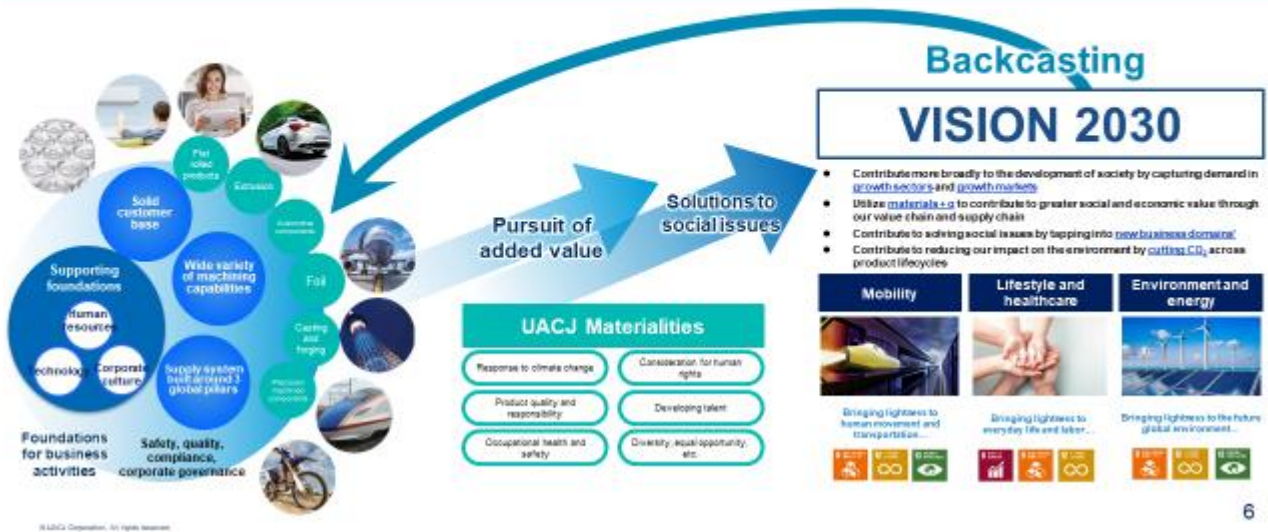 Backcasting
VISION 2030
Contribute more broadly to the development of society by capturing demand in
growth sectors and growth markets
Utilize materials + α to contribute to greater social and economic value through
our value chain and supply chain
Contribute to solving social issues by tapping into new business domains'
Contribute to reducing our impact on the environment by cutting CO₂ across
product lifecycles
Mobility
Lifestyle and
healthcare
Environment and
energy
Bringing lightness to
human movement and
transportation...
Bringing lightness to
everyday life and labor...
Bringing lightness to the future
global environment...
Pursuit of
added value
Solutions to
social issues
UACJ Materialities
Response to climate change
Consideration for human
rights
Product quality and
responsibility
Developing talent
Occupational health and
safety
Diversity, equal opportunity,
etc.
Flat
rolled
products
Extrusion
Automotive
components
Foil
Casting
and
forging
Precision
machined
components
Solid
customer
base
Wide variety
of machining
capabilities
Supply system
built around 3
global pillars
Supporting
foundations
Human
resources
Technology
Corporate
culture
Foundations
for business
activities
Safety, quality,
compliance,
corporate governance
© UACJ Corporation. All rights reserved.
6